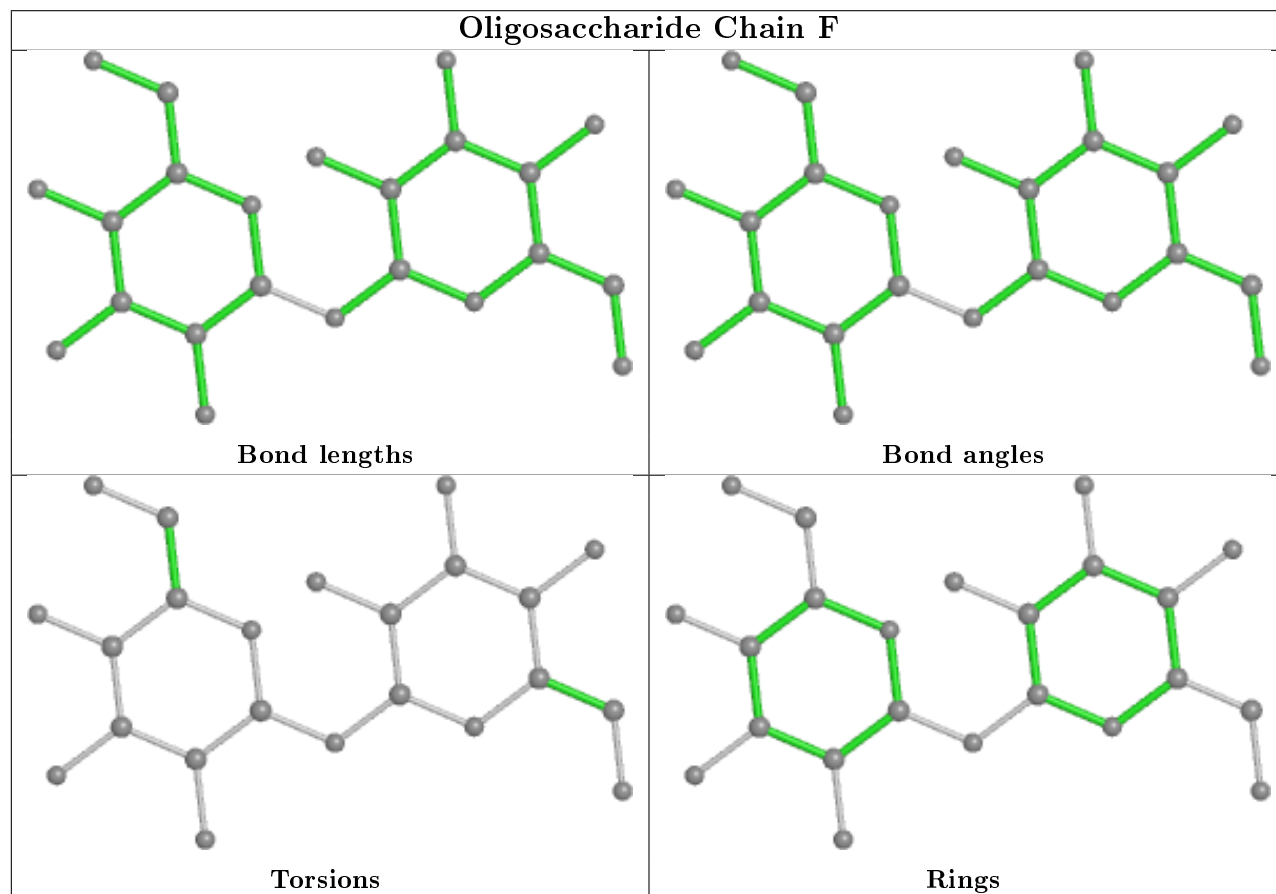 Oligosaccharide Chain F
Bond lengths
Bond angles
Torsions
Rings